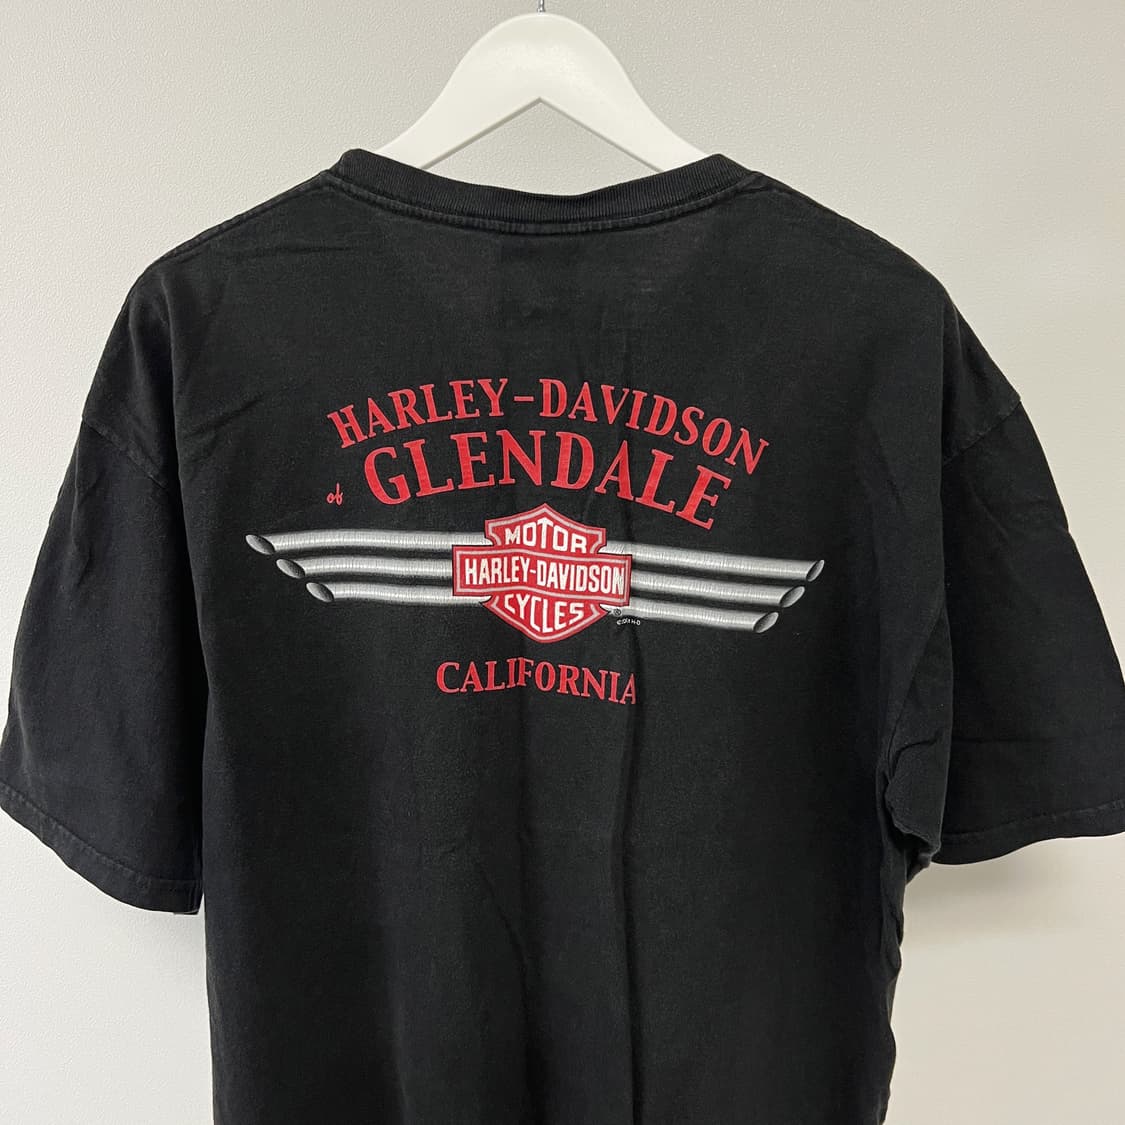 HARLEY-DAVIDSON
of GLENDALE
MOTOR
HARLEY-DAVIDSON
CYCLES
®
CALIFORNIA